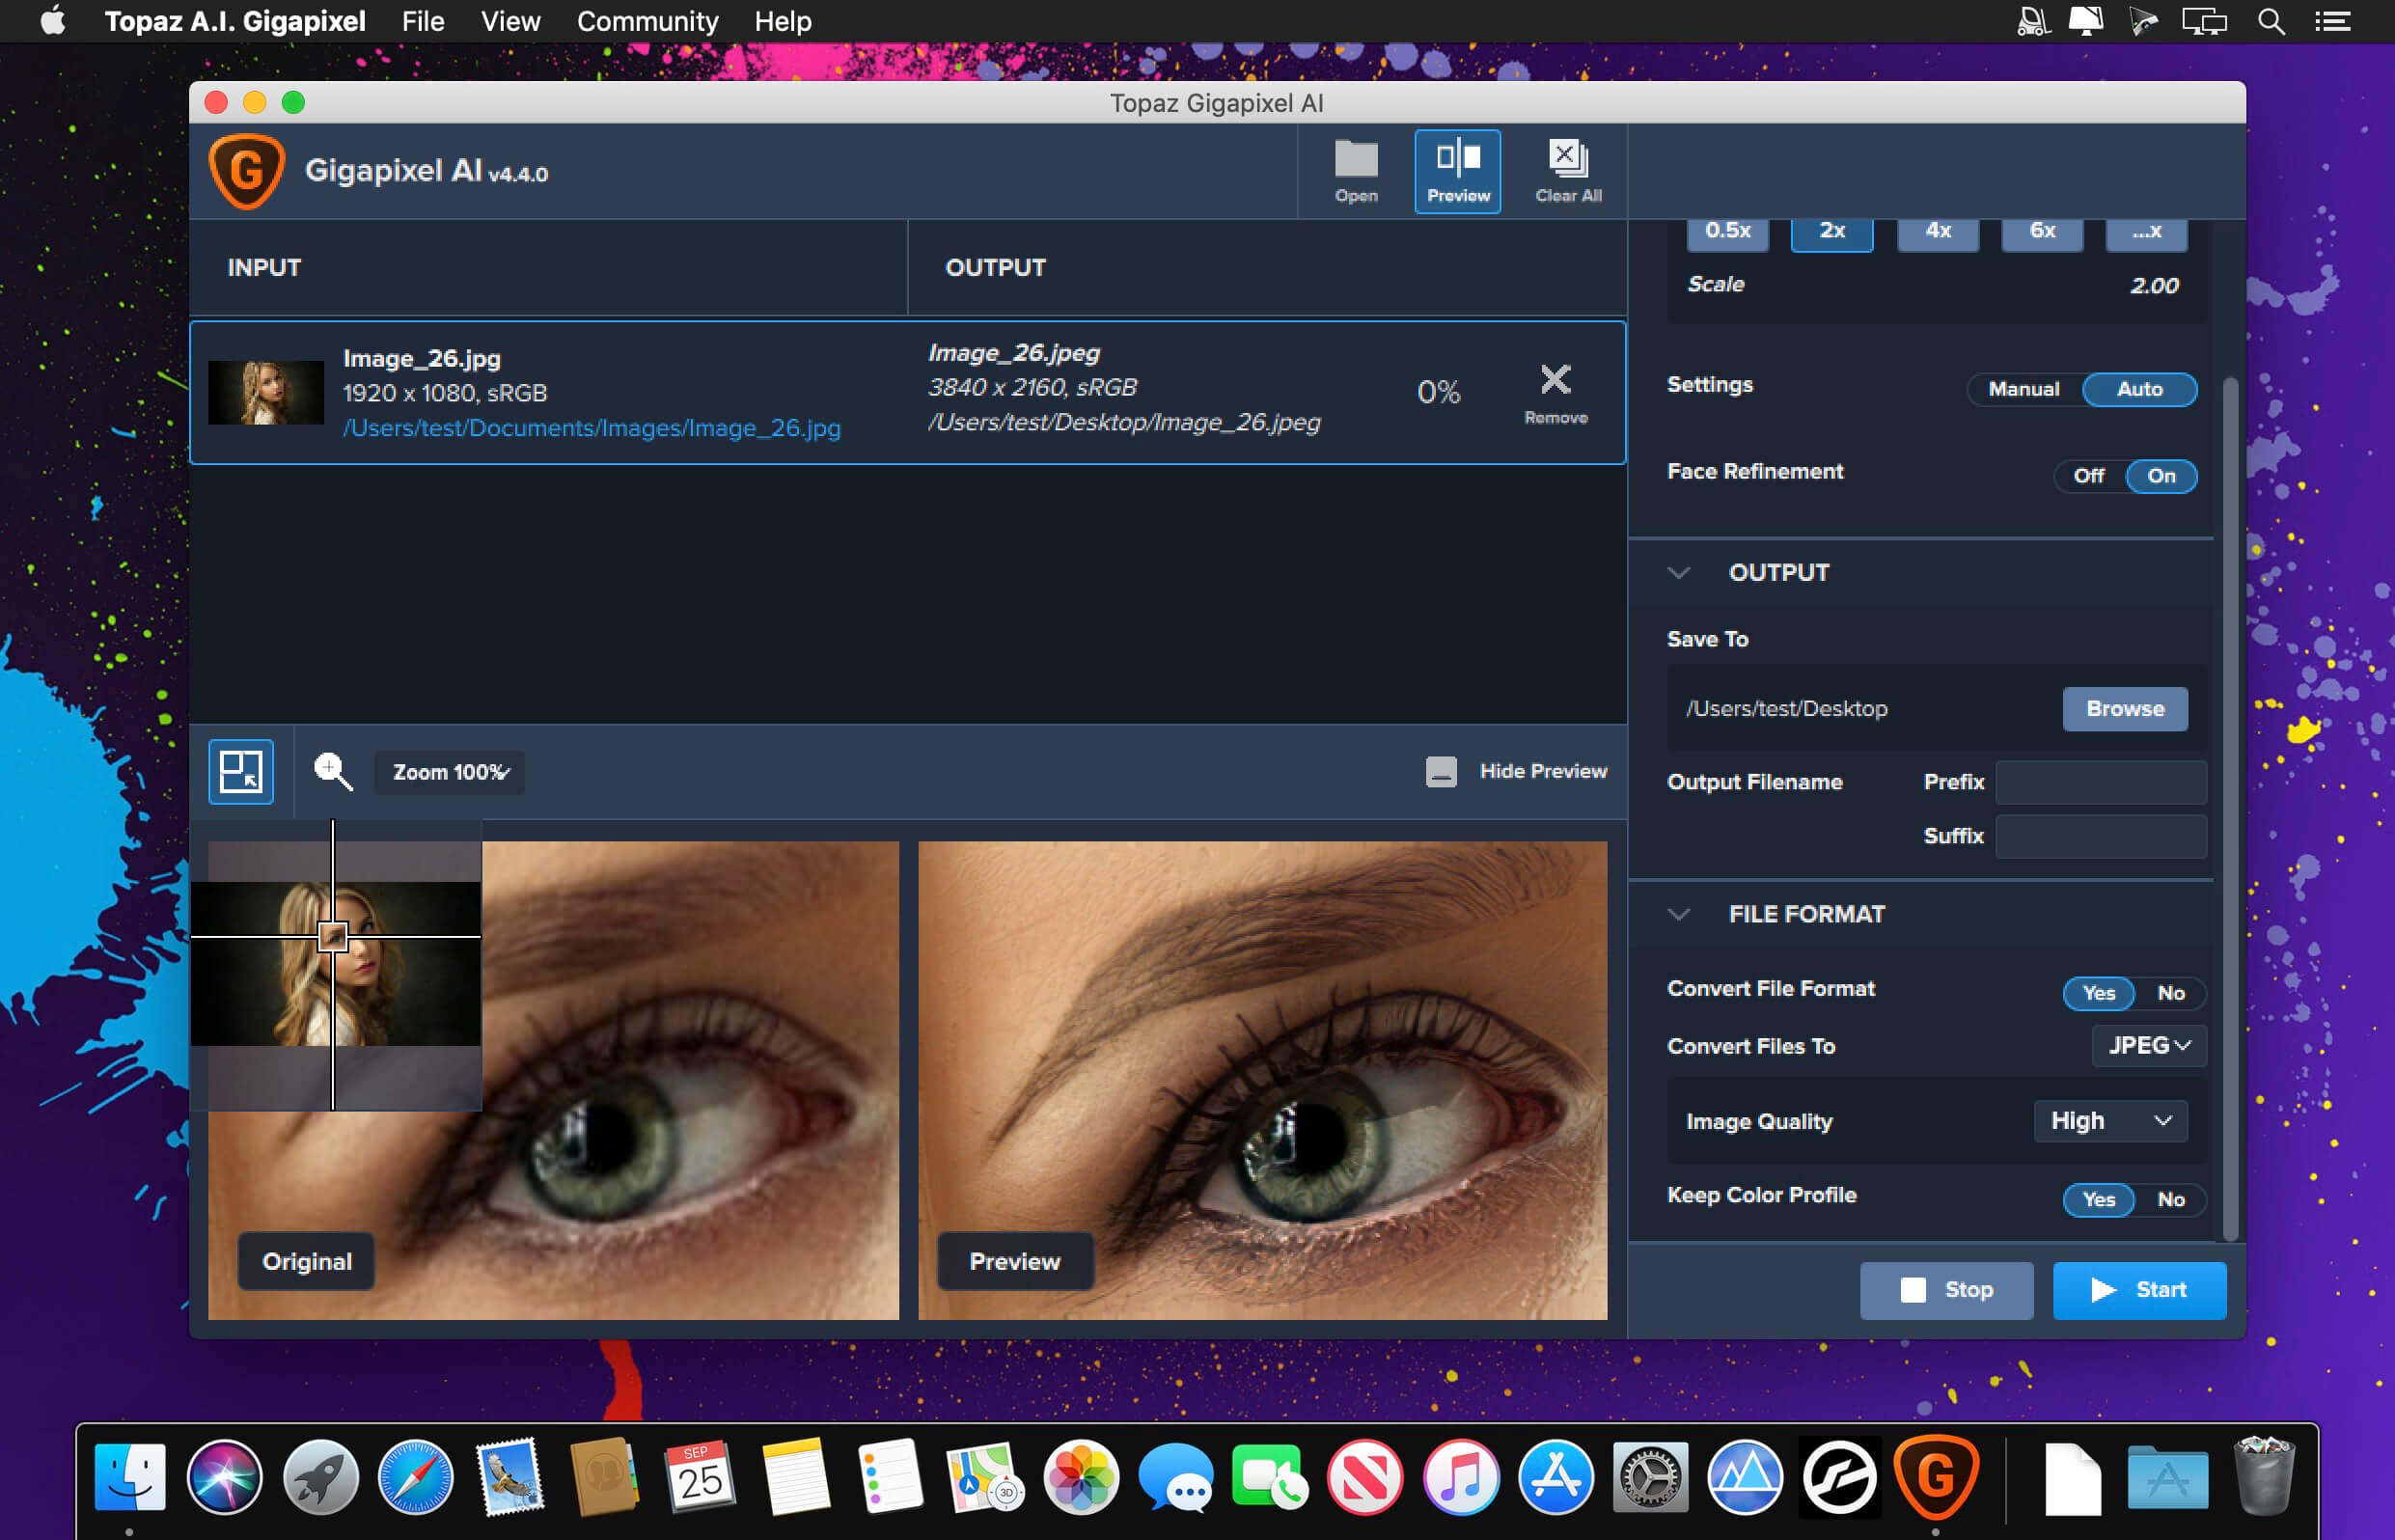 Topaz A.I. Gigapixel File View Community Help
Topaz Gigapixel AI
G Gigapixel AI v4.4.0
Open Preview Clear All
0.5x 2x 4x 6x ...x
Scale 2.00
INPUT OUTPUT
Image_26.jpg
1920 x 1080, sRGB
/Users/test/Documents/Images/Image_26.jpg
Image_26.jpeg
3840 x 2160, sRGB
/Users/test/Desktop/Image_26.jpeg
0%
Remove
Settings Manual Auto
Face Refinement Off On
OUTPUT
Save To
/Users/test/Desktop Browse
Output Filename Prefix
Suffix
Zoom 100%
Hide Preview
FILE FORMAT
Convert File Format Yes No
Convert Files To JPEG
Image Quality High
Keep Color Profile Yes No
Original
Preview
Stop Start
SEP
25
3D
G